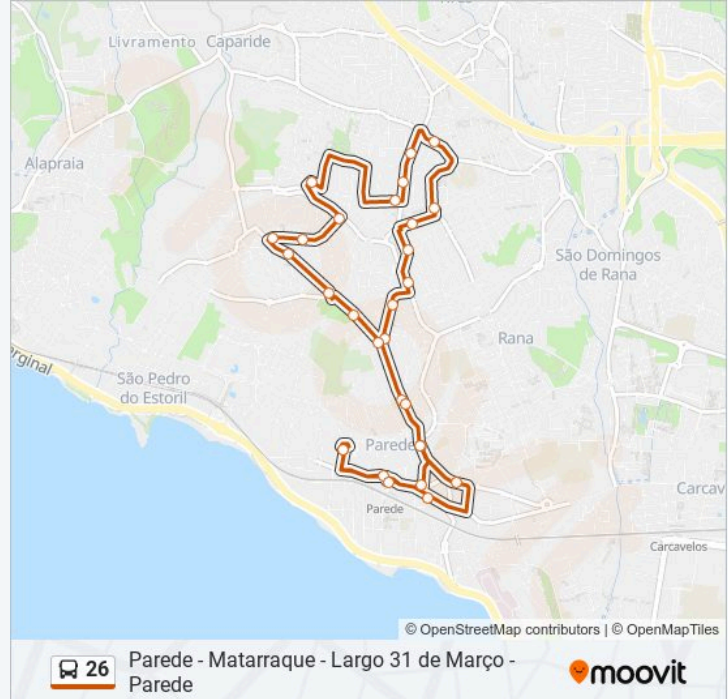 Livramento
Caparide
Alapraia
São Domingos
de Rana
Rana
São Pedro
do Estoril
Parede
Parede
Carcav
Carcavelos
© OpenStreetMap contributors | © OpenMapTiles
26
Parede - Matarraque - Largo 31 de Março -
Parede
moovit